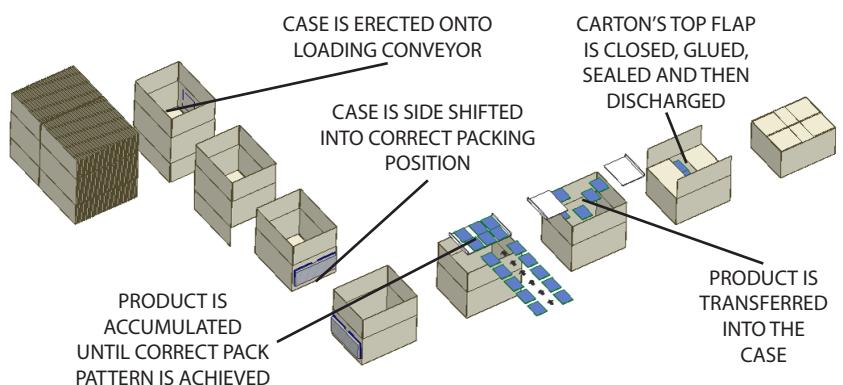 CASE IS ERECTED ONTO
LOADING CONVEYOR
CARTON'S TOP FLAP
IS CLOSED, GLUED,
SEALED AND THEN
DISCHARGED
CASE IS SIDE SHIFTED
INTO CORRECT PACKING
POSITION
PRODUCT IS
ACCUMULATED
UNTIL CORRECT PACK
PATTERN IS ACHIEVED
PRODUCT IS
TRANSFERRED
INTO THE
CASE